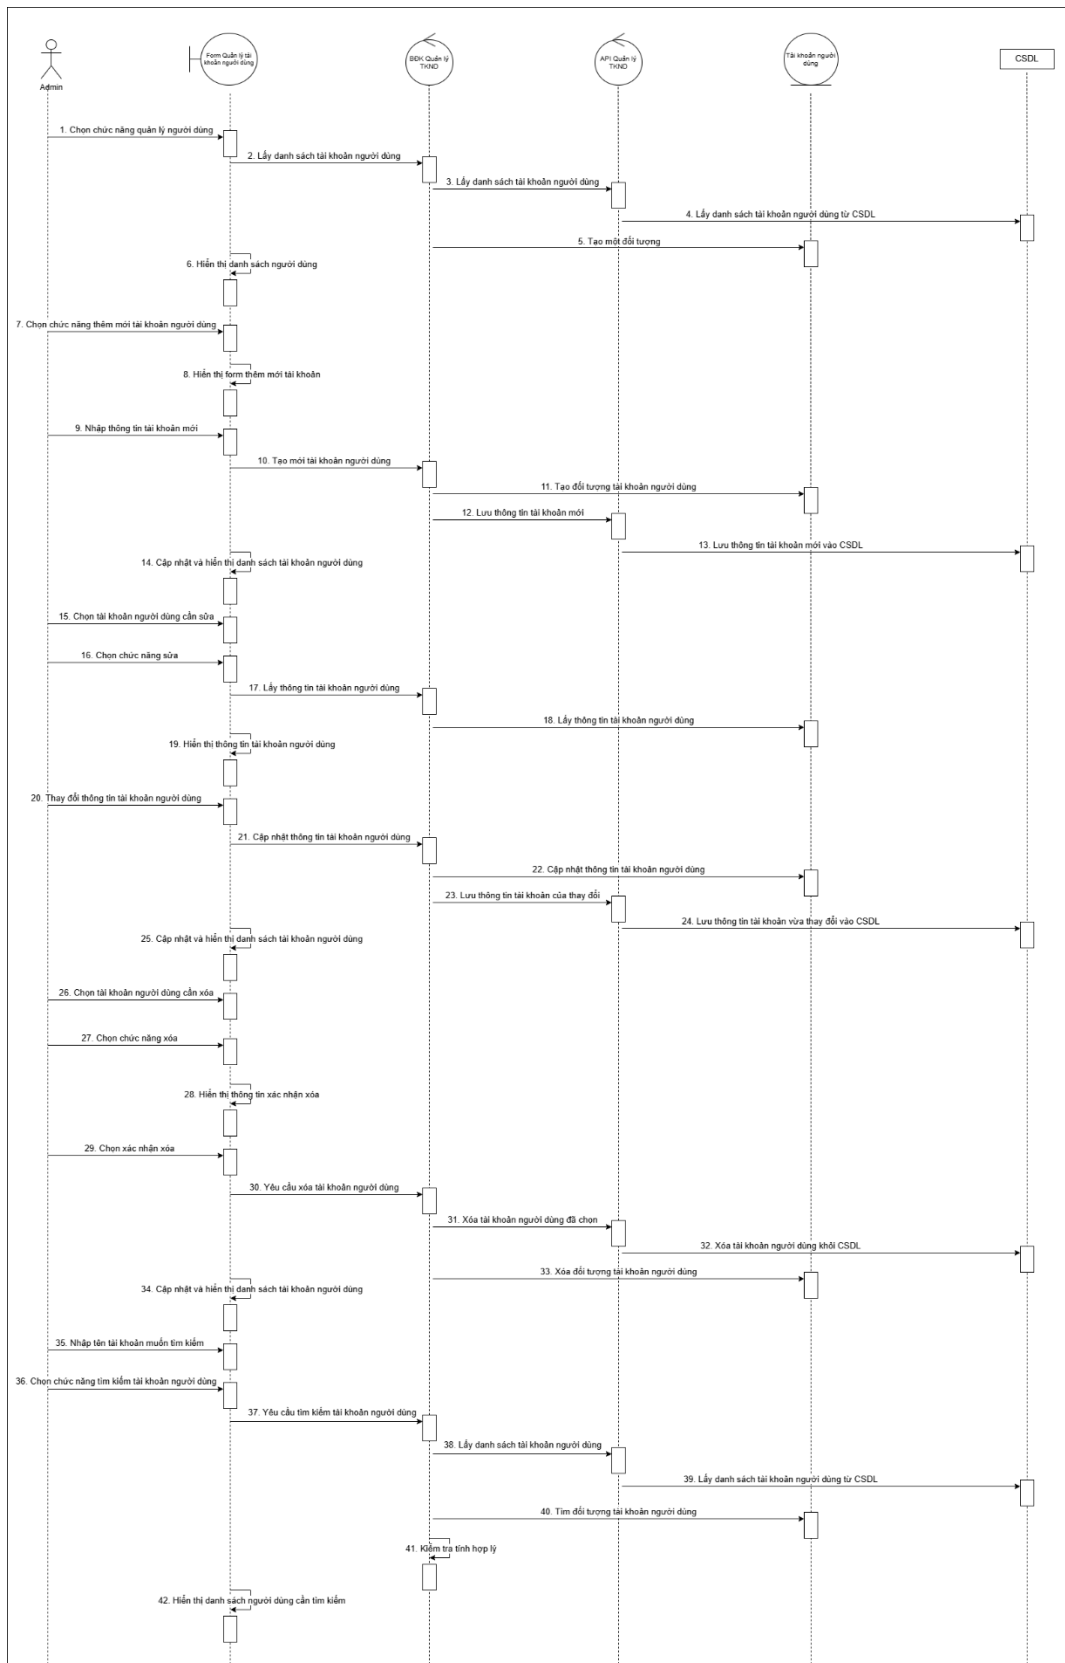 Form Quản lý tài
khoản người dùng
BĐK Quản lý
TKND
API Quản lý
TKND
Tài khoản người
dùng
CSDL
Admin
1. Chọn chức năng quản lý người dùng
2. Lấy danh sách tài khoản người dùng
3. Lấy danh sách tài khoản người dùng
4. Lấy danh sách tài khoản người dùng từ CSDL
5. Tạo một đối tượng
6. Hiển thị danh sách người dùng
7. Chọn chức năng thêm mới tài khoản người dùng
8. Hiển thị form thêm mới tài khoản
9. Nhập thông tin tài khoản mới
10. Tạo mới tài khoản người dùng
11. Tạo đối tượng tài khoản người dùng
12. Lưu thông tin tài khoản mới
13. Lưu thông tin tài khoản mới vào CSDL
14. Cập nhật và hiển thị danh sách tài khoản người dùng
15. Chọn tài khoản người dùng cần sửa
16. Chọn chức năng sửa
17. Lấy thông tin tài khoản người dùng
18. Lấy thông tin tài khoản người dùng
19. Hiển thị thông tin tài khoản người dùng
20. Thay đổi thông tin tài khoản người dùng
21. Cập nhật thông tin tài khoản người dùng
22. Cập nhật thông tin tài khoản người dùng
23. Lưu thông tin tài khoản của thay đổi
24. Lưu thông tin tài khoản vừa thay đổi vào CSDL
25. Cập nhật và hiển thị danh sách tài khoản người dùng
26. Chọn tài khoản người dùng cần xóa
27. Chọn chức năng xóa
28. Hiển thị thông tin xác nhận xóa
29. Chọn xác nhận xóa
30. Yêu cầu xóa tài khoản người dùng
31. Xóa tài khoản người dùng đã chọn
32. Xóa tài khoản người dùng khỏi CSDL
33. Xóa đối tượng tài khoản người dùng
34. Cập nhật và hiển thị danh sách tài khoản người dùng
35. Nhập tên tài khoản muốn tìm kiếm
36. Chọn chức năng tìm kiếm tài khoản người dùng
37. Yêu cầu tìm kiếm tài khoản người dùng
38. Lấy danh sách tài khoản người dùng
39. Lấy danh sách tài khoản người dùng từ CSDL
40. Tìm đối tượng tài khoản người dùng
41. Kiểm tra tính hợp lý
42. Hiển thị danh sách người dùng cần tìm kiếm